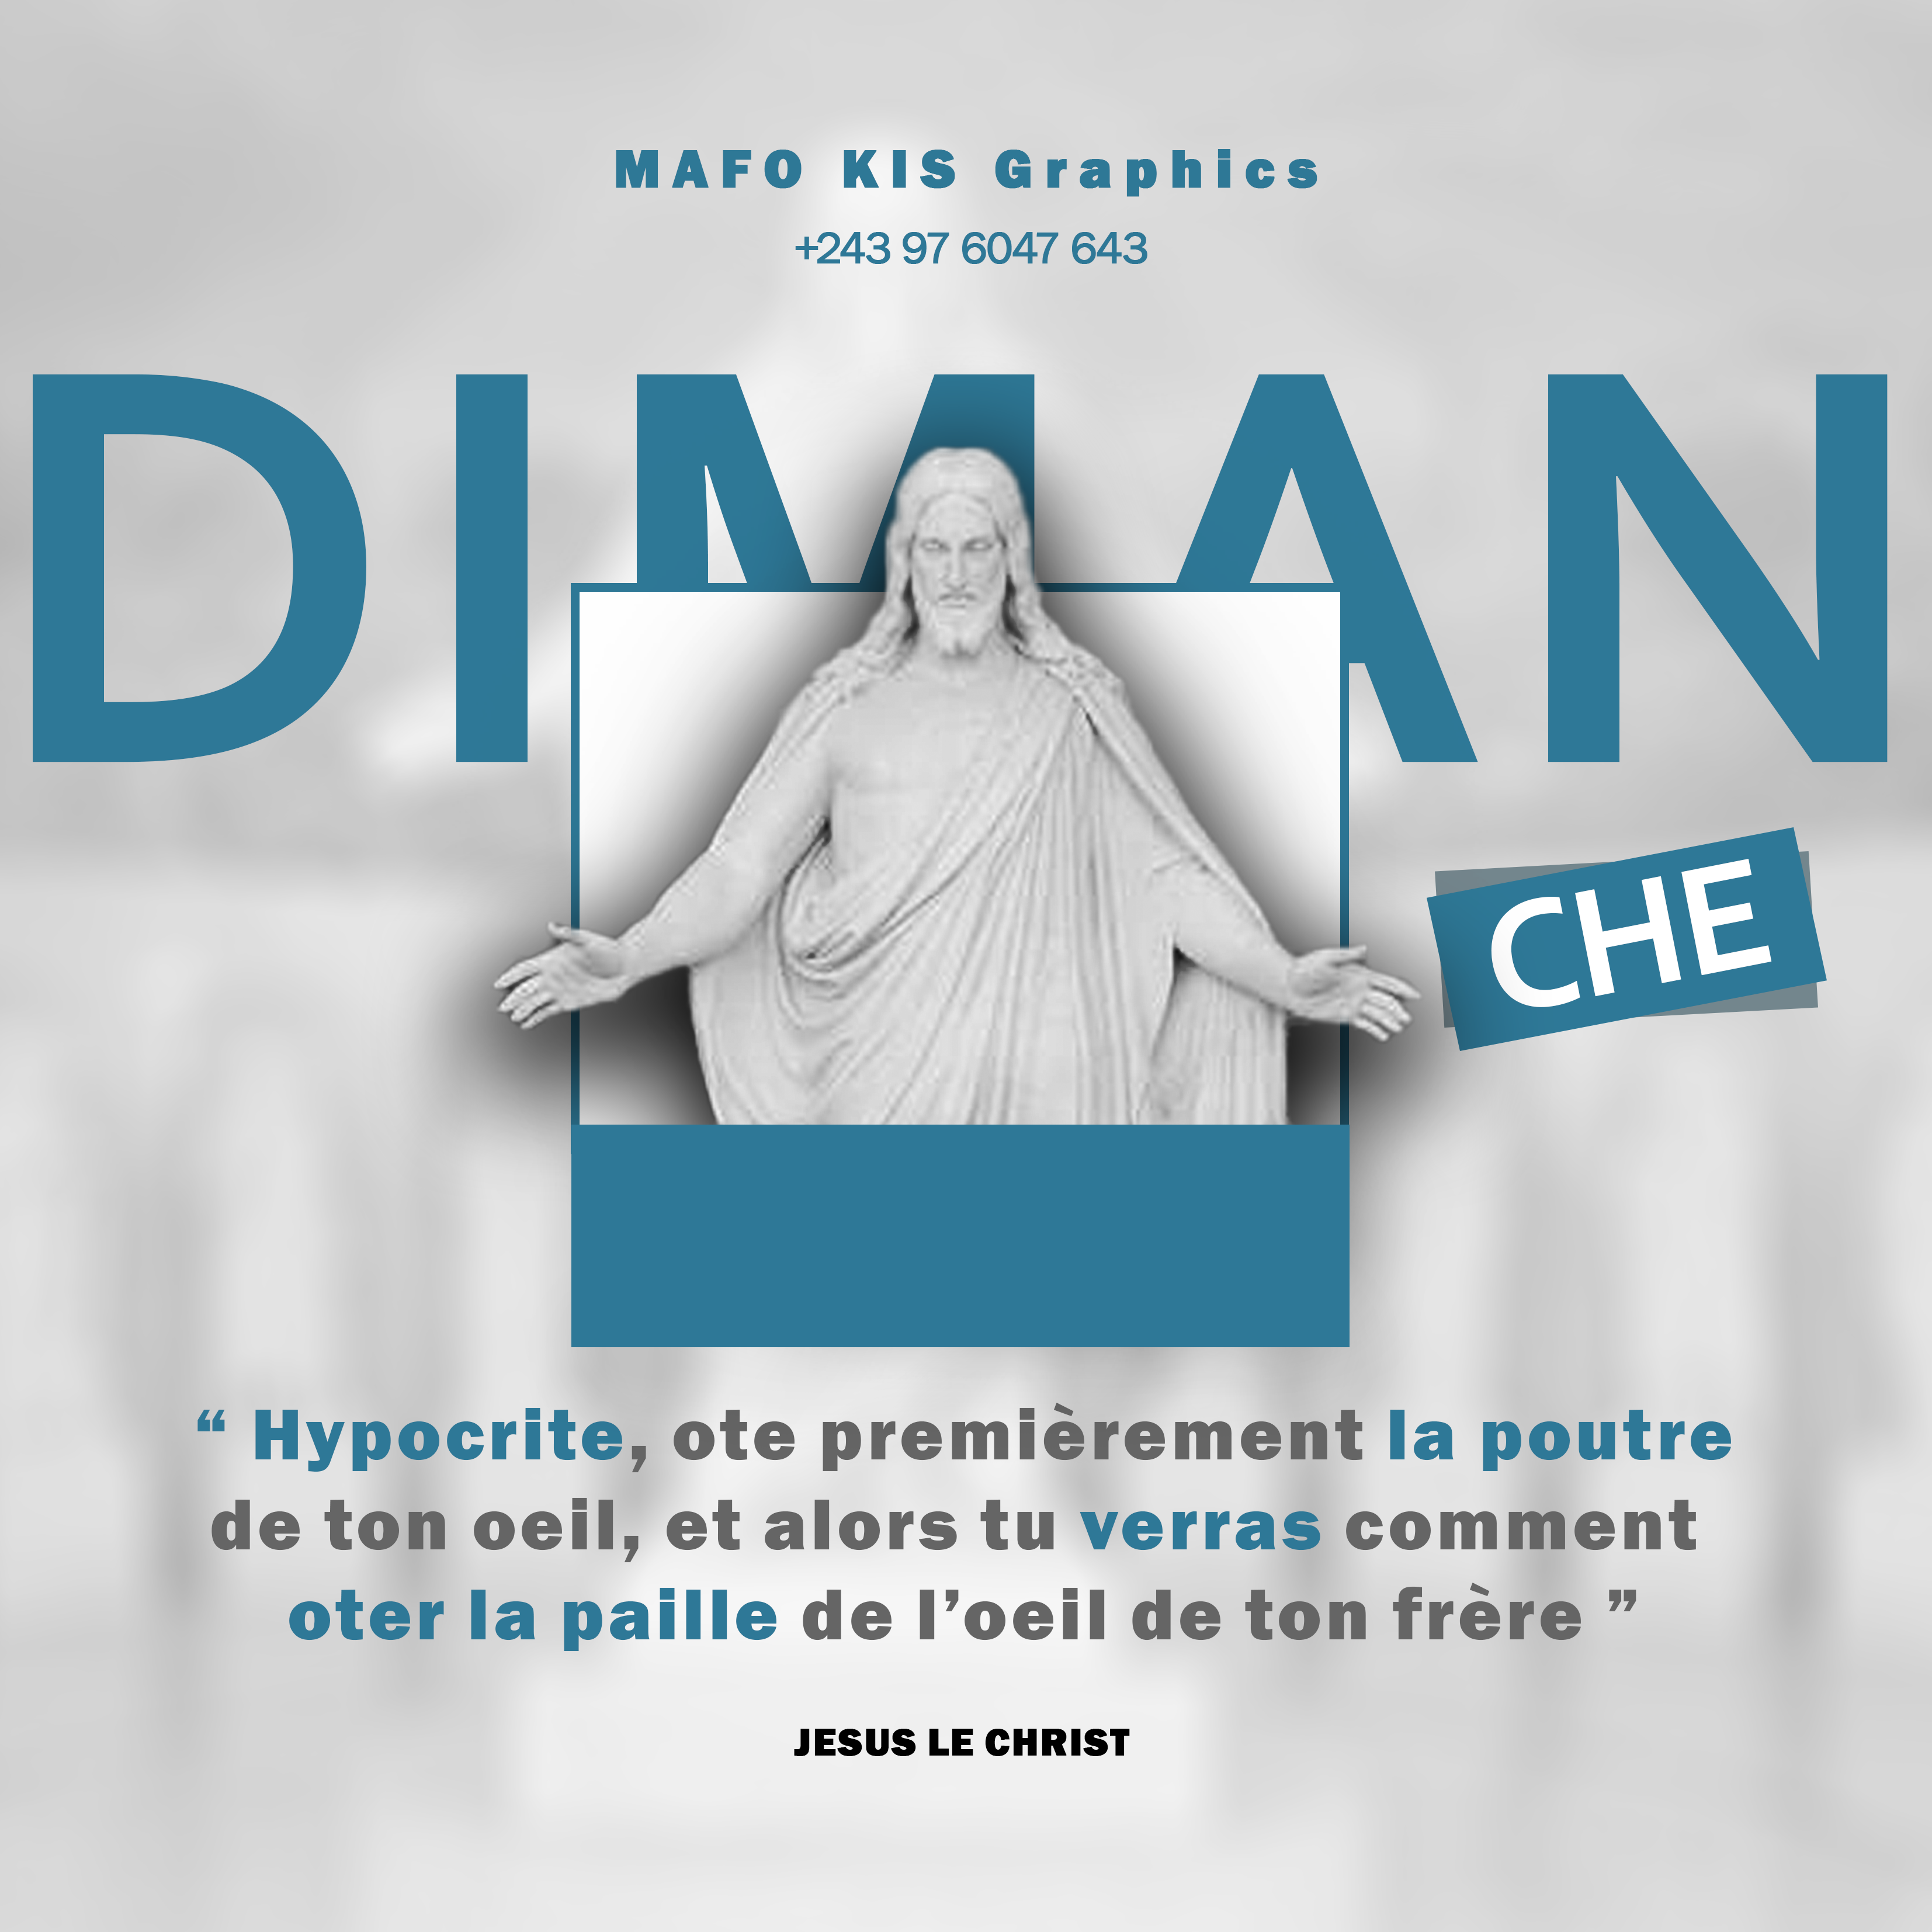 MAFO KIS Graphics
+243 97 6047 643
DIMAN
CHE
“ Hypocrite, ote premièrement la poutre
de ton oeil, et alors tu verras comment
oter la paille de l’oeil de ton frère ”
JESUS LE CHRIST